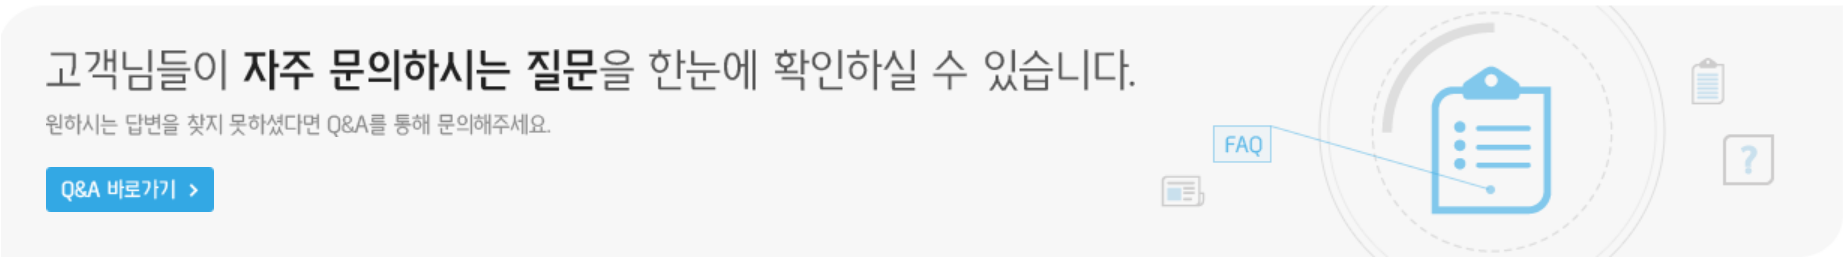 고객님들이 자주 문의하시는 질문을 한눈에 확인하실 수 있습니다.
원하시는 답변을 찾지 못하셨다면 Q&A를 통해 문의해주세요.
FAQ
?
Q&A 바로가기 >